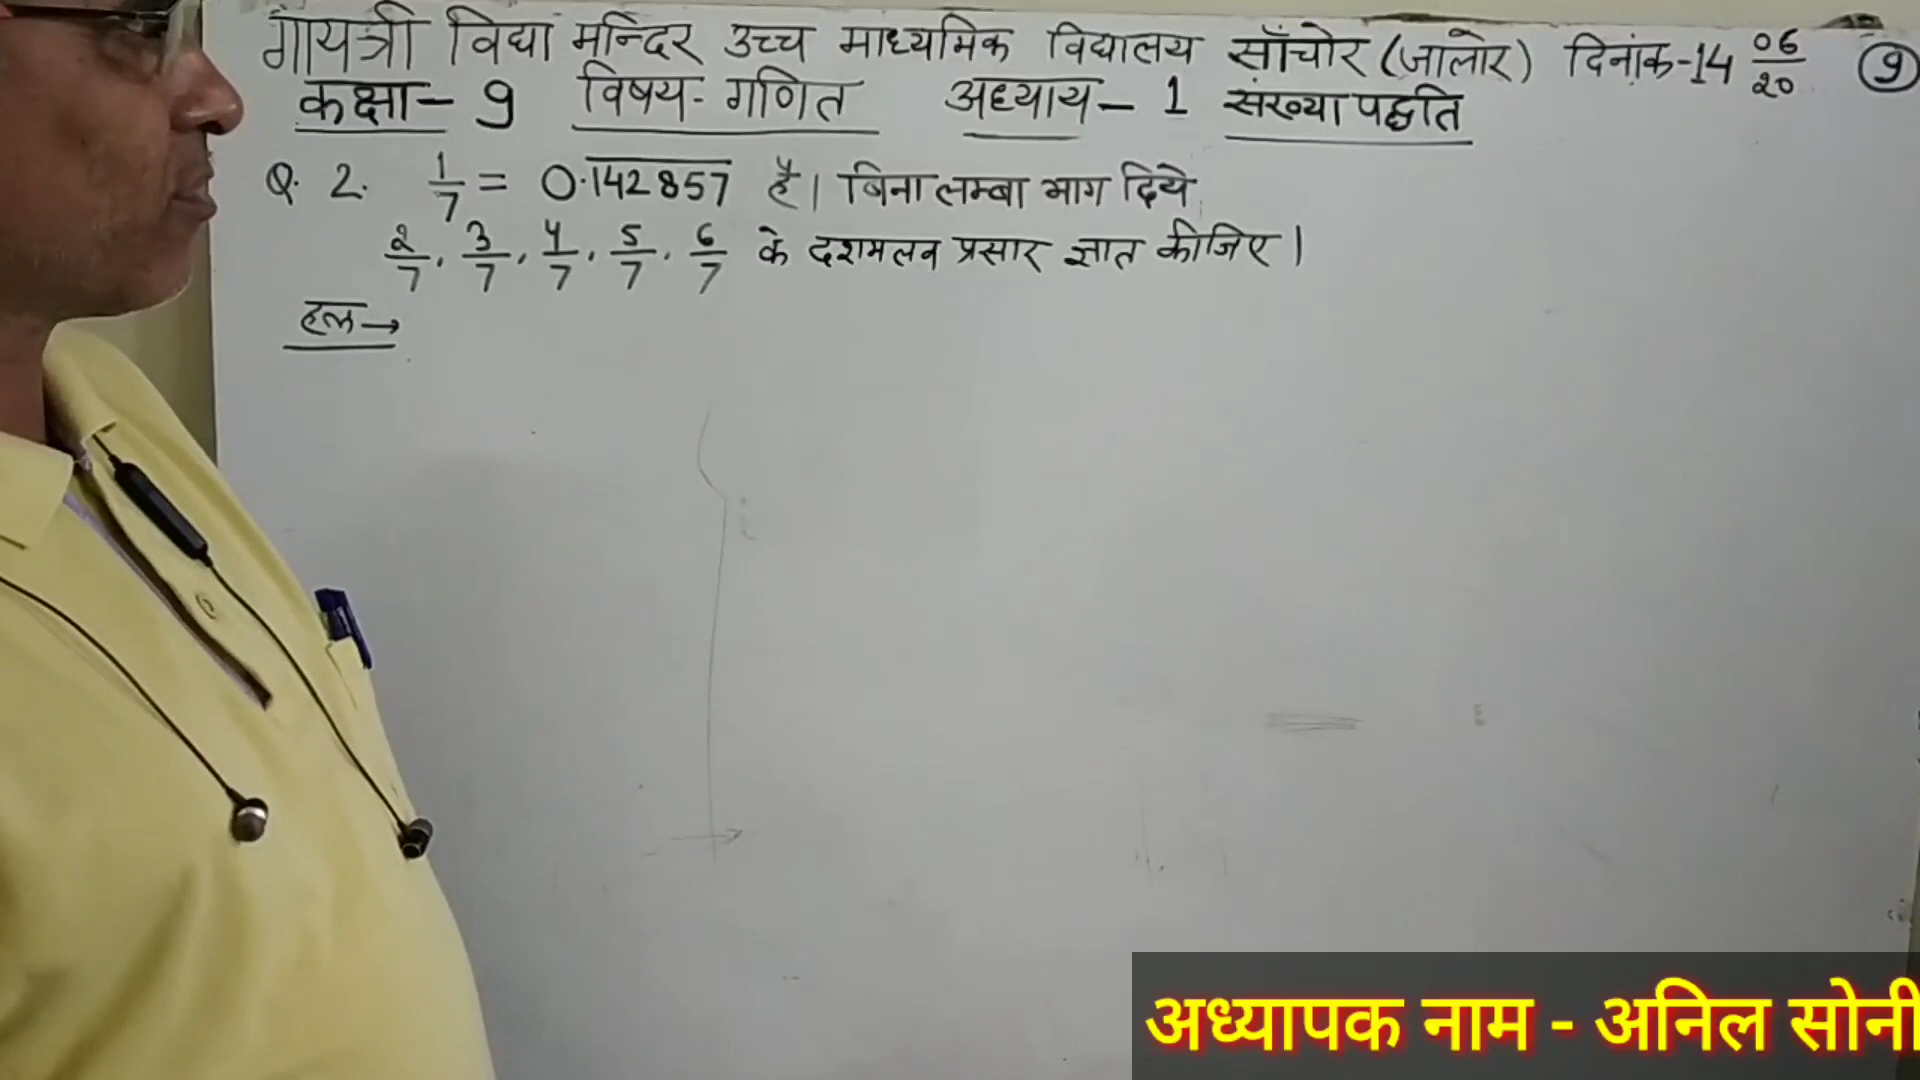 गायत्री विद्या मन्दिर उच्च माध्यमिक विद्यालय साँचोर (जालोर) दिनांक-14 06/20 9
कक्षा - 9 विषय - गणित अध्याय - 1 संख्या पद्धति
Q. 2. 1/7 = 0.\overline{142857} है। बिना लम्बा भाग दिये
2/7, 3/7, 4/7, 5/7, 6/7 के दशमलव प्रसार ज्ञात कीजिए।
हल→
अध्यापक नाम - अनिल सोनी